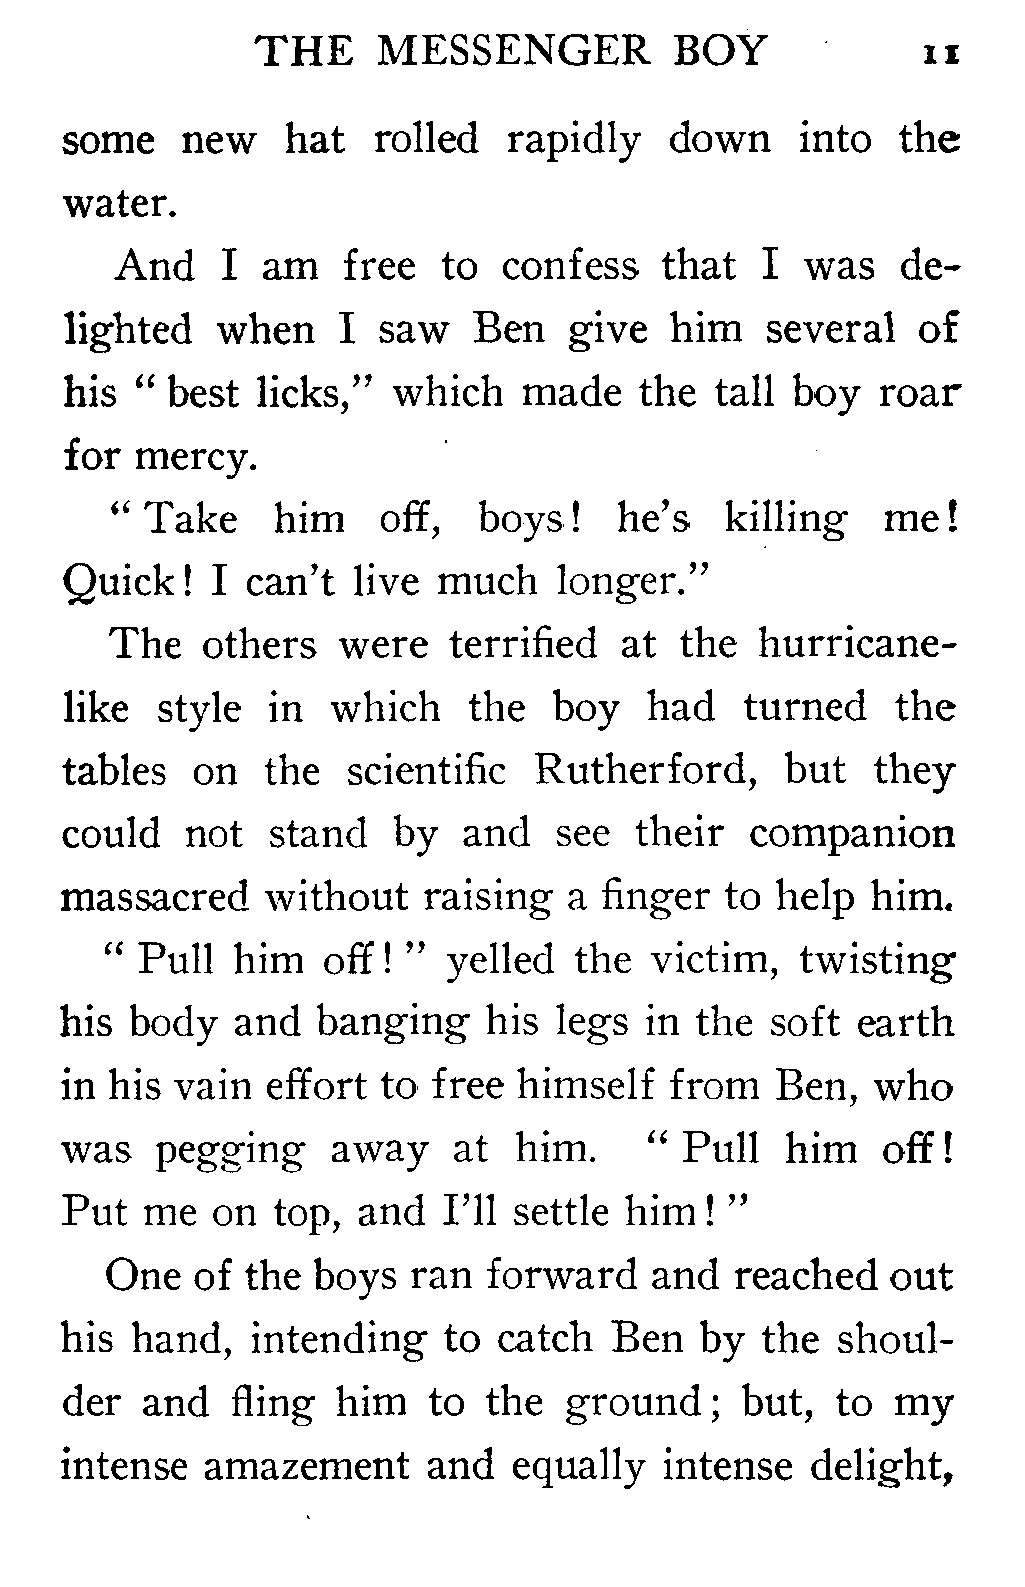 THE MESSENGER BOY 11
some new hat rolled rapidly down into the
water.
And I am free to confess that I was de-
lighted when I saw Ben give him several of
his “ best licks,” which made the tall boy roar
for mercy.
“ Take him off, boys! he’s killing me!
Quick! I can’t live much longer.”
The others were terrified at the hurricane-
like style in which the boy had turned the
tables on the scientific Rutherford, but they
could not stand by and see their companion
massacred without raising a finger to help him.
“ Pull him off! ” yelled the victim, twisting
his body and banging his legs in the soft earth
in his vain effort to free himself from Ben, who
was pegging away at him. “ Pull him off!
Put me on top, and I’ll settle him! ”
One of the boys ran forward and reached out
his hand, intending to catch Ben by the shoul-
der and fling him to the ground; but, to my
intense amazement and equally intense delight,